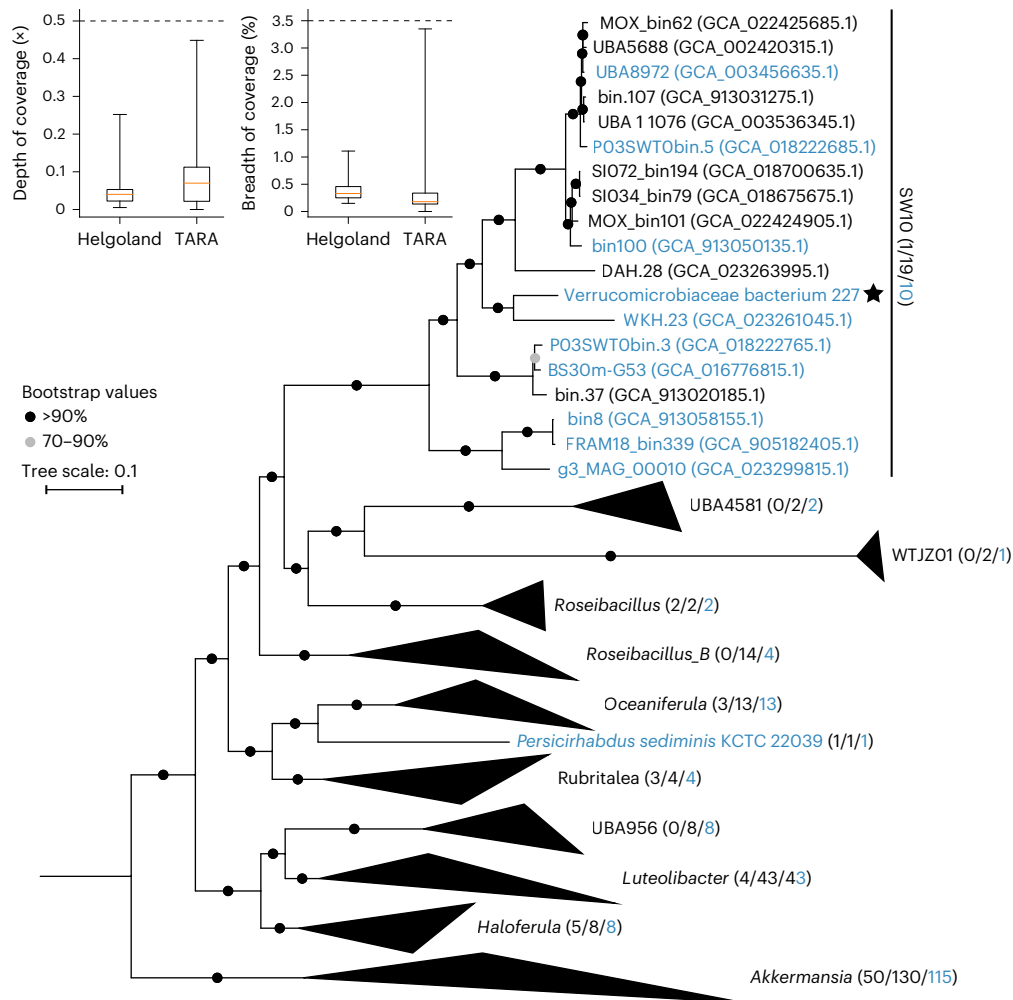 Depth of coverage (×)
0.5
0.4
0.3
0.2
0.1
0
Helgoland
TARA
Breadth of coverage (%)
3.5
3.0
2.5
2.0
1.5
1.0
0.5
0
Helgoland
TARA
MOX_bin62 (GCA_022425685.1)
UBA5688 (GCA_002420315.1)
UBA8972 (GCA_003456635.1)
bin.107 (GCA_913031275.1)
UBA 11076 (GCA_003536345.1)
P03SWT0bin.5 (GCA_018222685.1)
SI072_bin194 (GCA_018700635.1)
SI034_bin79 (GCA_018675675.1)
MOX_bin101 (GCA_022424905.1)
bin100 (GCA_913050135.1)
DAH.28 (GCA_023263995.1)
Verrucomicrobiaceae bacterium 227
WKH.23 (GCA_023261045.1)
P03SWT0bin.3 (GCA_018222765.1)
BS30m-G53 (GCA_016776815.1)
bin.37 (GCA_913020185.1)
bin8 (GCA_913058155.1)
FRAM18_bin339 (GCA_905182405.1)
g3_MAG_00010 (GCA_023299815.1)
SW10 (1/19/10)
Bootstrap values
>90%
70–90%
Tree scale: 0.1
UBA4581 (0/2/2)
WTJZ01 (0/2/1)
Roseibacillus (2/2/2)
Roseibacillus_B (0/14/4)
Oceaniferula (3/13/13)
Persicirhabdus sediminis KCTC 22039 (1/1/1)
Rubritalea (3/4/4)
UBA956 (0/8/8)
Luteolibacter (4/43/43)
Haloferula (5/8/8)
Akkermansia (50/130/115)